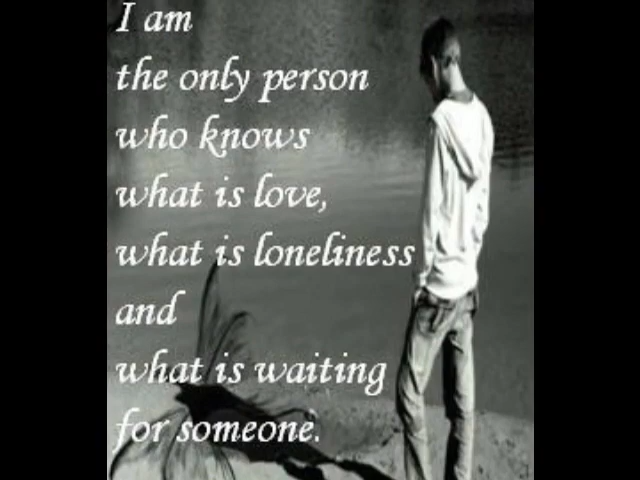 I am
the only person
who knows
what is love,
what is loneliness
and
what is waiting
for someone.